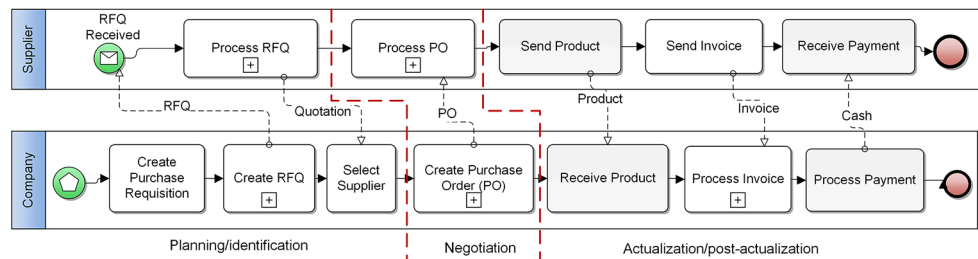 Supplier
RFQ
Received
Process RFQ
Process PO
Send Product
Send Invoice
Receive Payment
RFQ
Quotation
PO
Product
Invoice
Cash
Company
Create
Purchase
Requisition
Create RFQ
Select
Supplier
Create Purchase
Order (PO)
Receive Product
Process Invoice
Process Payment
Planning/identification
Negotiation
Actualization/post-actualization